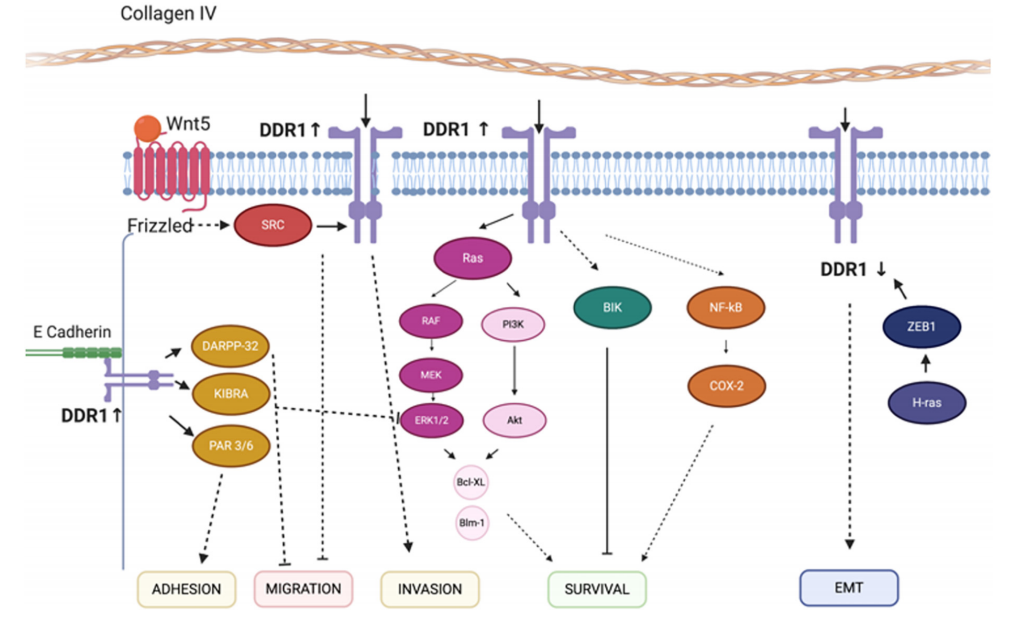 Collagen IV
Wnt5
DDR1↑
DDR1 ↑
Frizzled
SRC
Ras
DDR1 ↓
BIK
NF-kB
RAF
PI3K
ZEB1
E Cadherin
DARPP-32
MEK
COX-2
KIBRA
H-ras
DDR1↑
ERK1/2
Akt
PAR 3/6
Bcl-XL
Blm-1
ADHESION
MIGRATION
INVASION
SURVIVAL
EMT